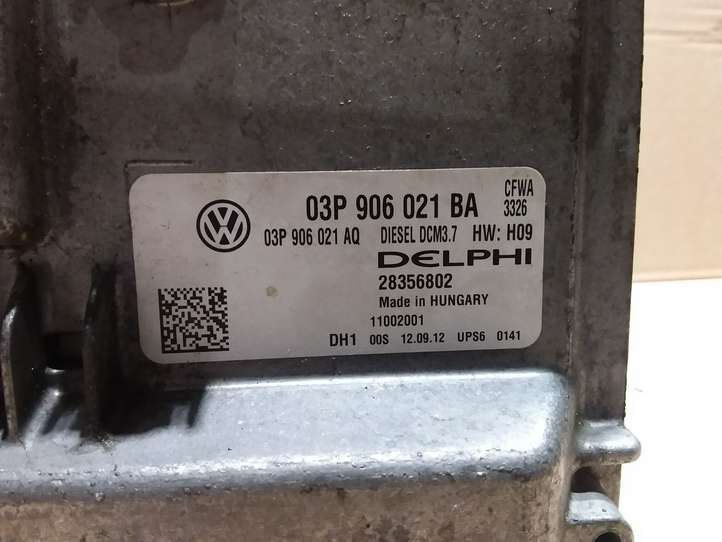 03P 906 021 BA CFWA
3326
03P 906 021 AQ DIESEL DCM3.7 HW: H09
DELPHI
28356802
Made in HUNGARY
11002001
DH1 00S 12.09.12 UPS6 0141